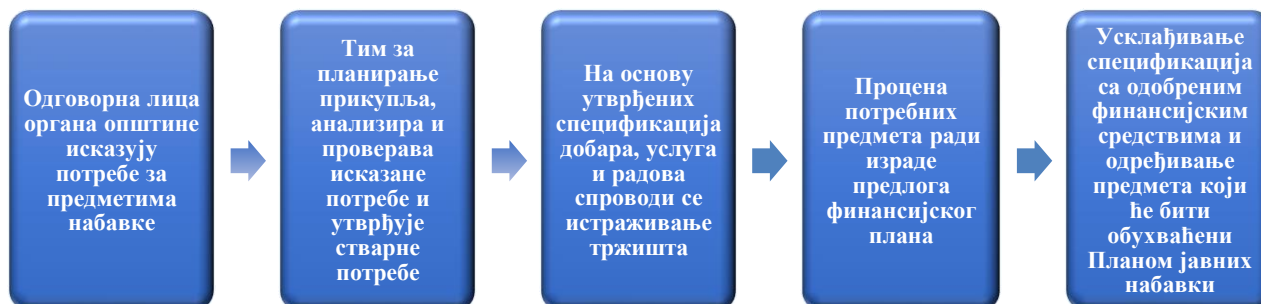 Одговорна лица
органа општине
исказују
потребе за
предметима
набавке
Тим за
планирање
прикупља,
анализира и
проверава
исказане
потребе и
утврђује
стварне
потребе
На основу
утврђених
спецификација
добара, услуга
и радова
спроводи се
истраживање
тржишта
Процена
потребних
предмета ради
израде
предлога
финансијског
плана
Усклађивање
спецификација
са одобреним
финансијским
средствима и
одређивање
предмета који
ће бити
обухваћени
Планом јавних
набавки